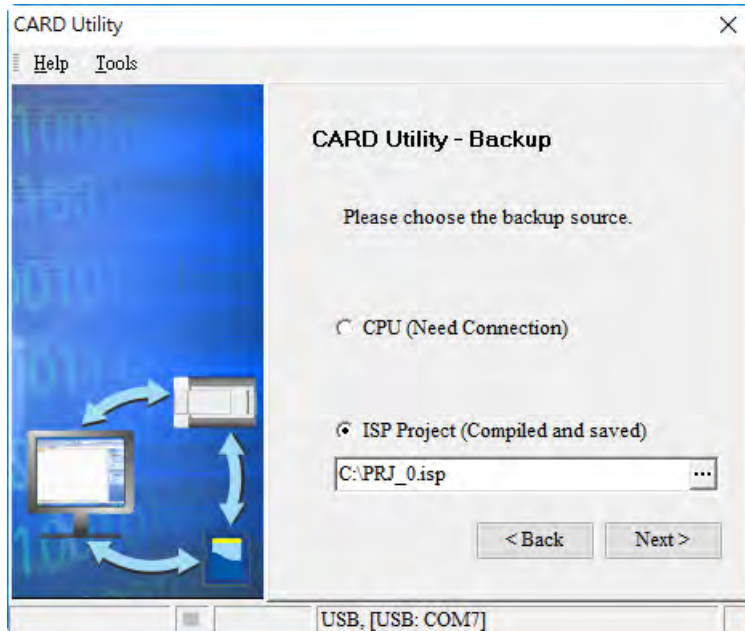 CARD Utility
Help Tools
CARD Utility - Backup
Please choose the backup source.
CPU (Need Connection)
ISP Project (Compiled and saved)
C:\PRJ_0.isp
...
< Back Next >
USB, [USB: COM7]